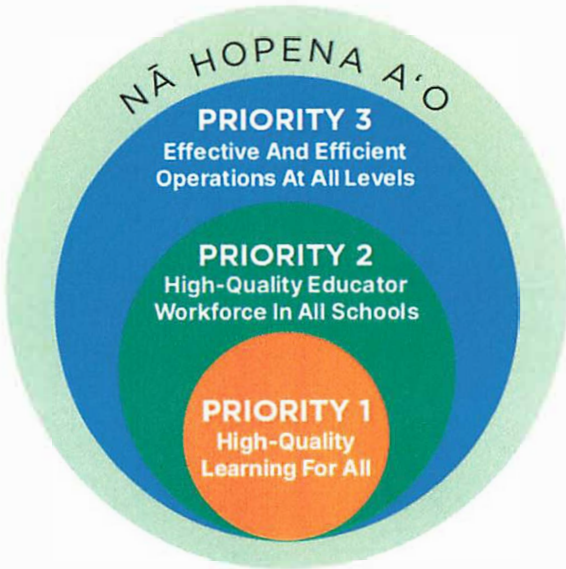 NĀ HOPENA AʻO
PRIORITY 3
Effective And Efficient
Operations At All Levels
PRIORITY 2
High-Quality Educator
Workforce In All Schools
PRIORITY 1
High-Quality
Learning For All